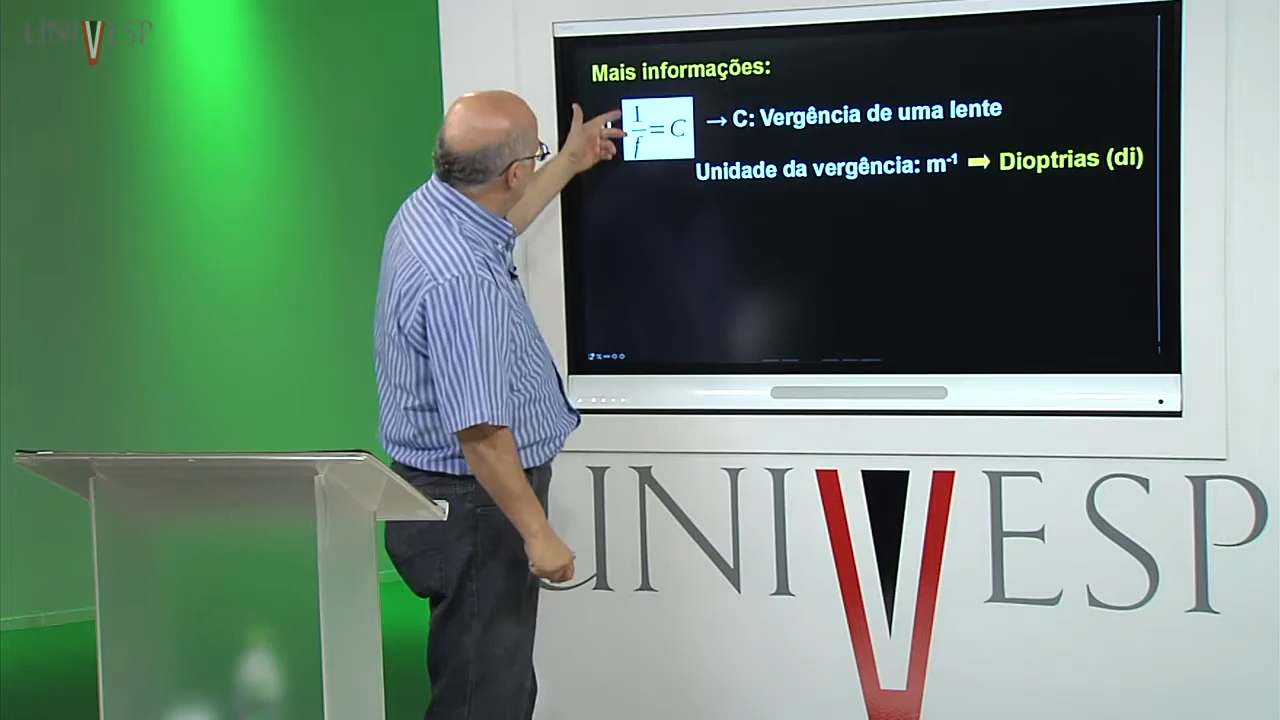 UNIVESP
Mais informações:
1/f = C → C: Vergência de uma lente
Unidade da vergência: m⁻¹ ➡ Dioptrias (di)
UNIVESP